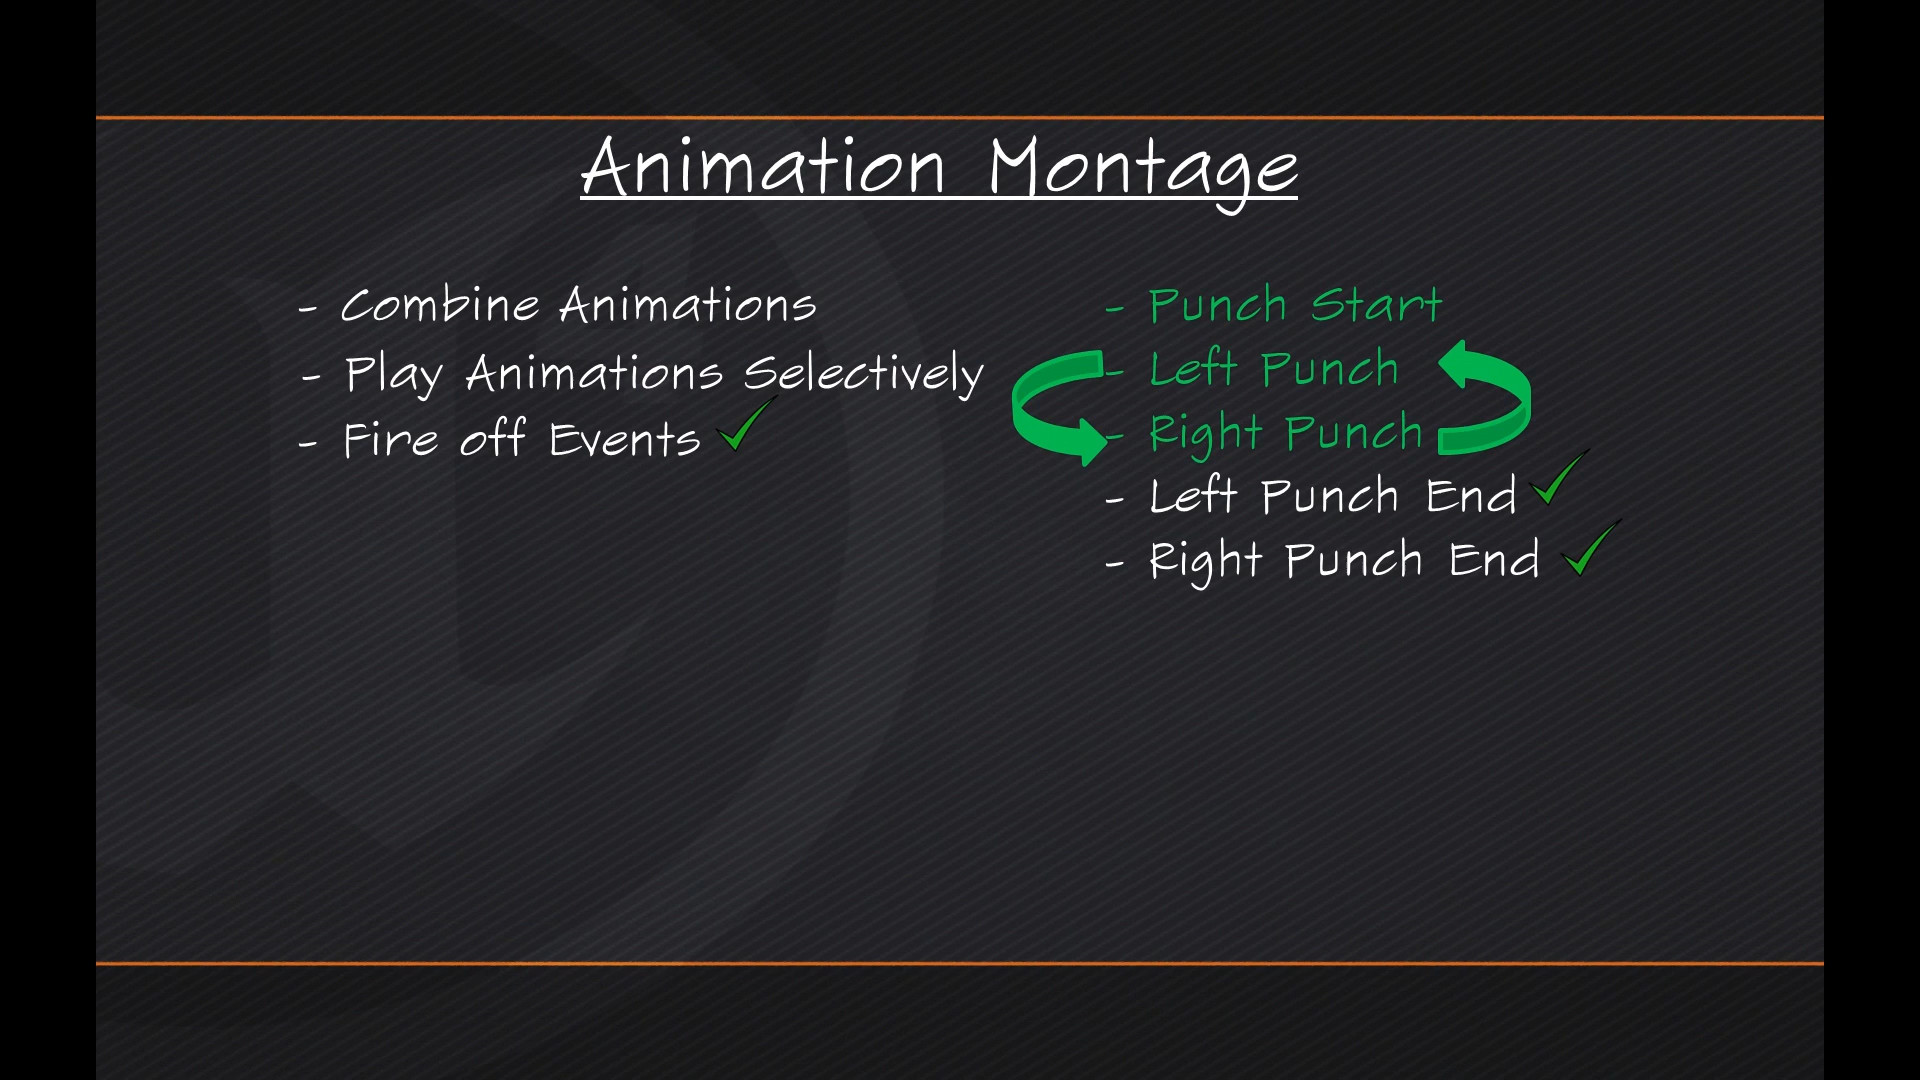 Animation Montage
- Combine Animations
- Play Animations Selectively
- Fire off Events
- Punch Start
- Left Punch
- Right Punch
- Left Punch End
- Right Punch End